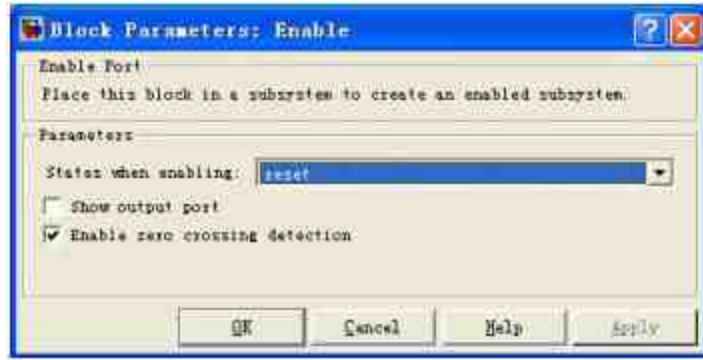 Block Parameters: Enable
Enable Port
Place this block in a subsystem to create an enabled subsystem.
Parameters
States when enabling: reset
Show output port
Enable zero crossing detection
OK Cancel Help Apply